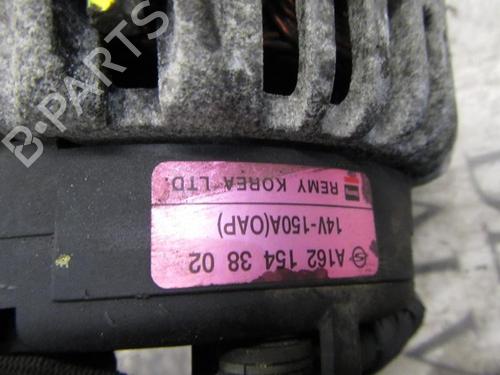 B-PARTS
A162 154 38 02
14V-150A(OAP)
REMY KOREA LTD.